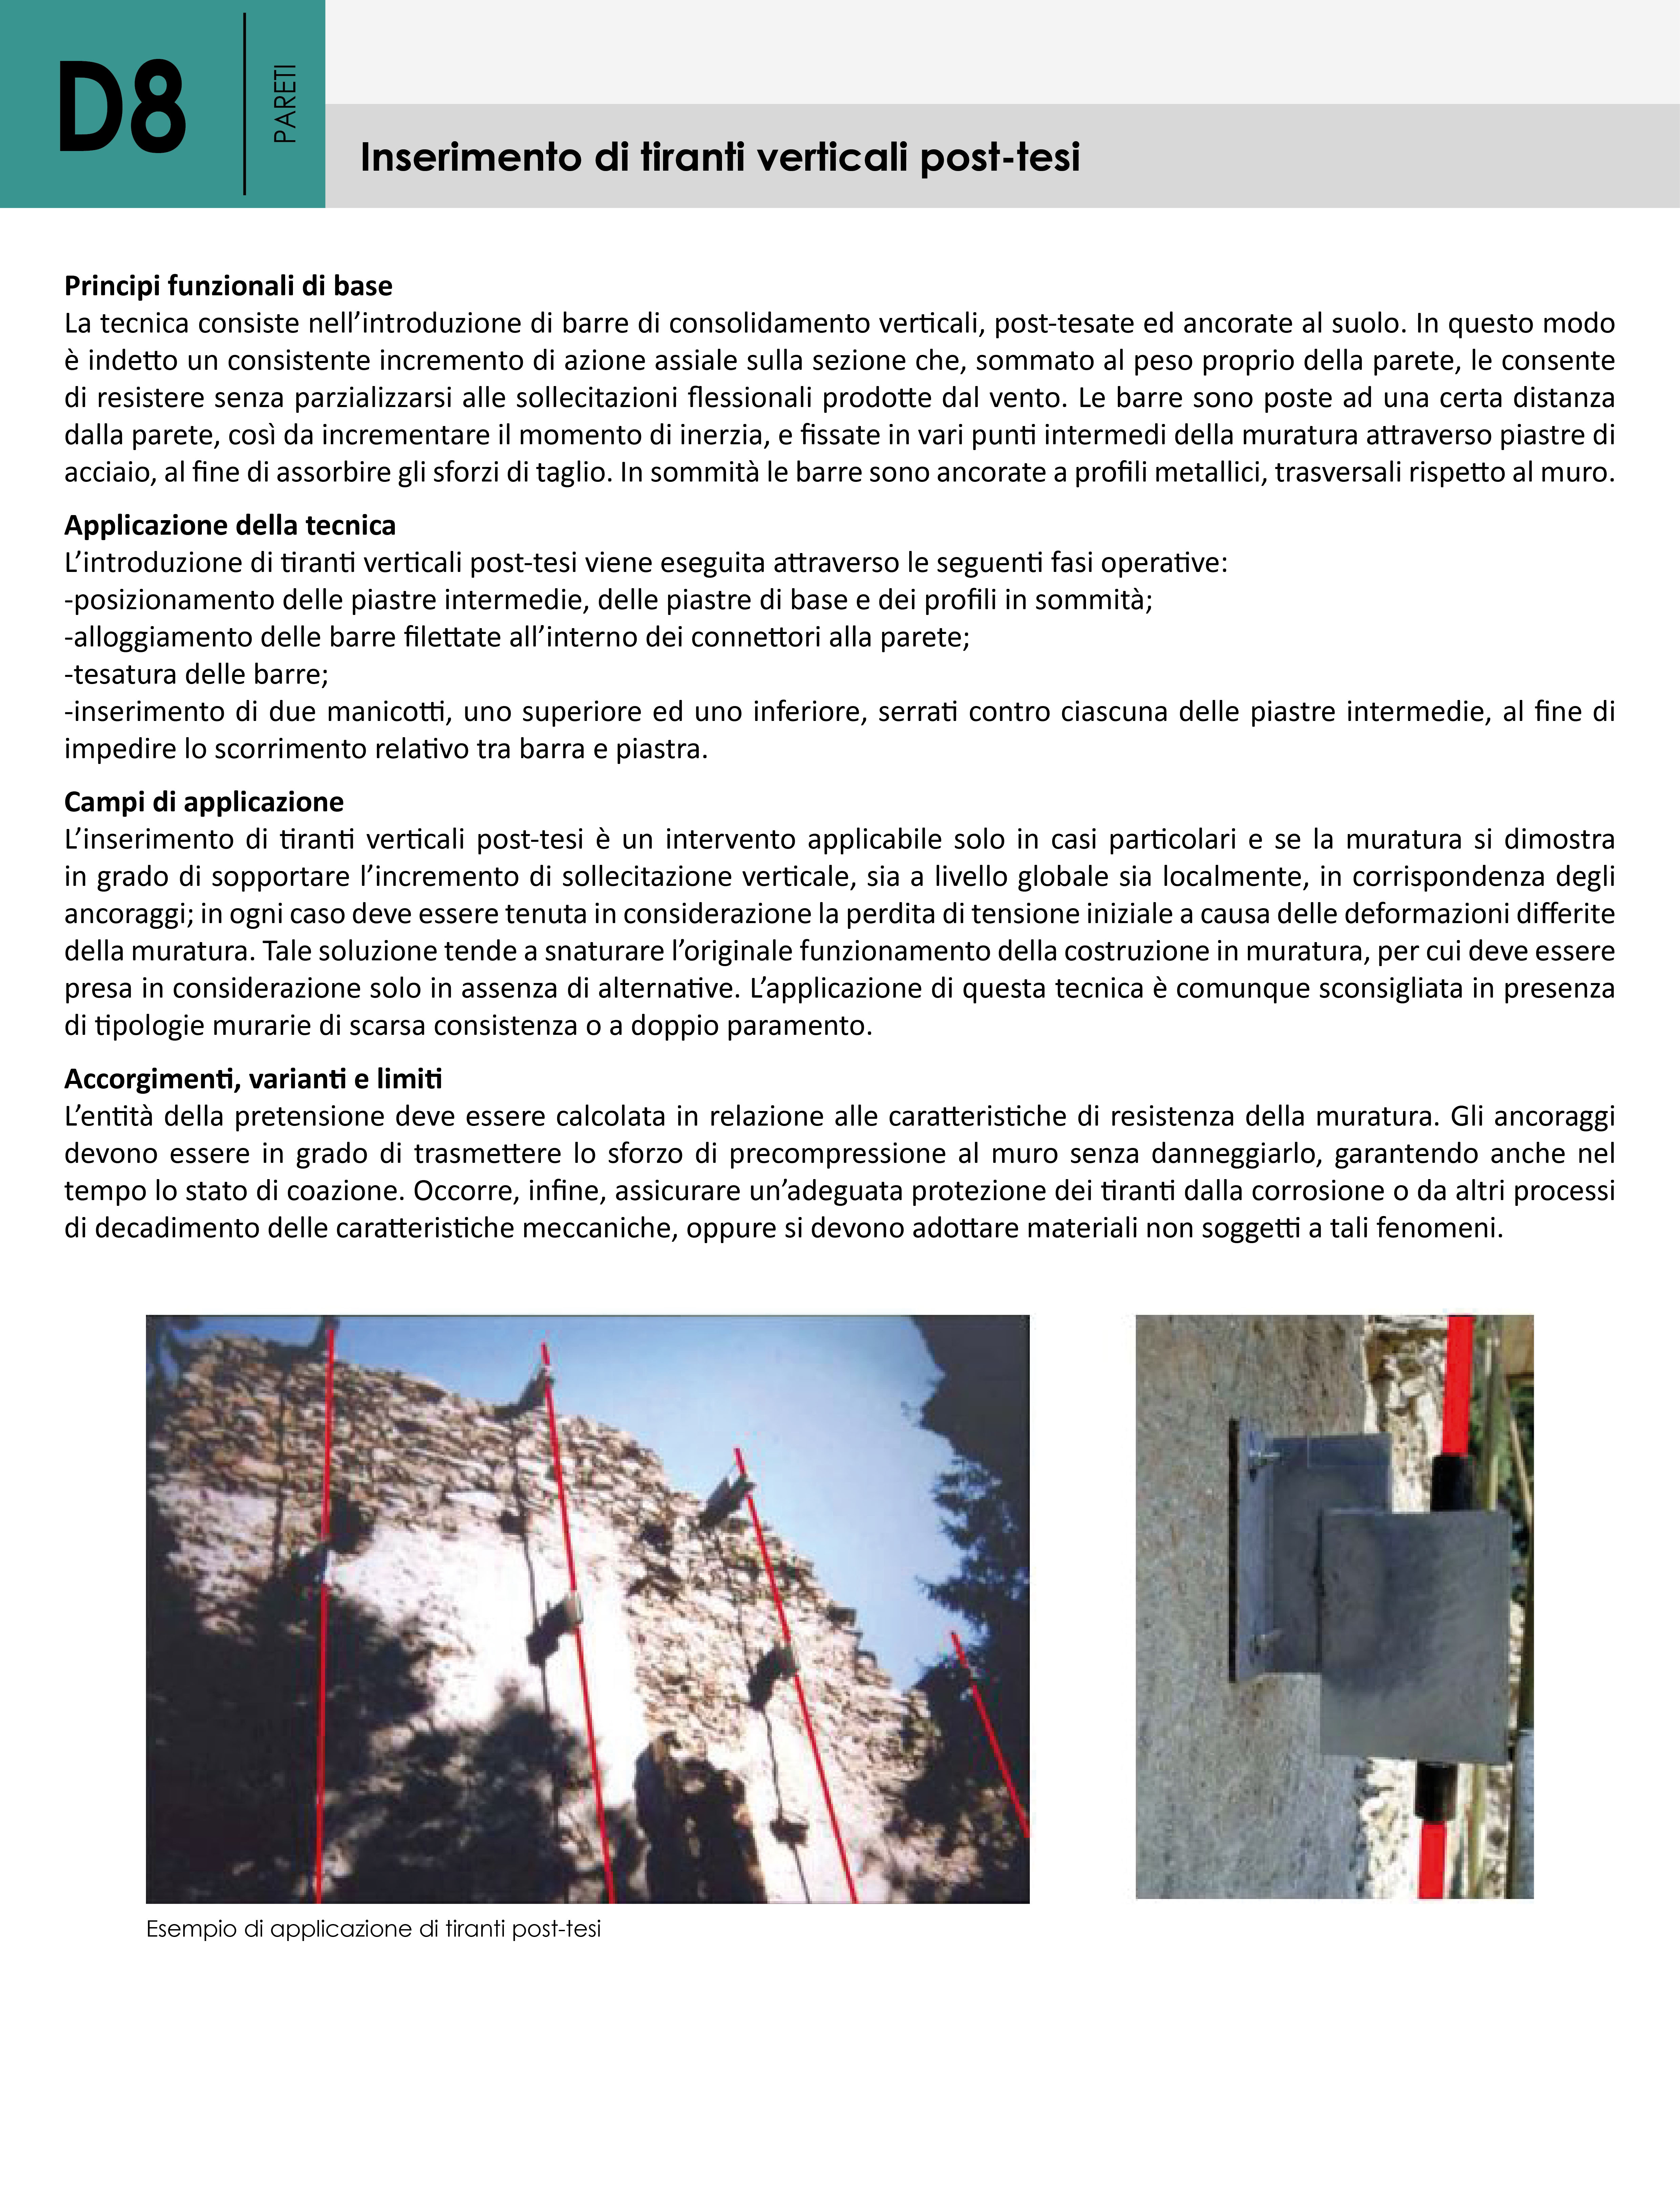 D8
PARETI
Inserimento di tiranti verticali post-tesi
Principi funzionali di base
La tecnica consiste nell’introduzione di barre di consolidamento verticali, post-tesate ed ancorate al suolo. In questo modo
è indetto un consistente incremento di azione assiale sulla sezione che, sommato al peso proprio della parete, le consente
di resistere senza parzializzarsi alle sollecitazioni flessionali prodotte dal vento. Le barre sono poste ad una certa distanza
dalla parete, così da incrementare il momento di inerzia, e fissate in vari punti intermedi della muratura attraverso piastre di
acciaio, al fine di assorbire gli sforzi di taglio. In sommità le barre sono ancorate a profili metallici, trasversali rispetto al muro.
Applicazione della tecnica
L’introduzione di tiranti verticali post-tesi viene eseguita attraverso le seguenti fasi operative:
-posizionamento delle piastre intermedie, delle piastre di base e dei profili in sommità;
-alloggiamento delle barre filettate all’interno dei connettori alla parete;
-tesatura delle barre;
-inserimento di due manicotti, uno superiore ed uno inferiore, serrati contro ciascuna delle piastre intermedie, al fine di
impedire lo scorrimento relativo tra barra e piastra.
Campi di applicazione
L’inserimento di tiranti verticali post-tesi è un intervento applicabile solo in casi particolari e se la muratura si dimostra
in grado di sopportare l’incremento di sollecitazione verticale, sia a livello globale sia localmente, in corrispondenza degli
ancoraggi; in ogni caso deve essere tenuta in considerazione la perdita di tensione iniziale a causa delle deformazioni differite
della muratura. Tale soluzione tende a snaturare l’originale funzionamento della costruzione in muratura, per cui deve essere
presa in considerazione solo in assenza di alternative. L’applicazione di questa tecnica è comunque sconsigliata in presenza
di tipologie murarie di scarsa consistenza o a doppio paramento.
Accorgimenti, varianti e limiti
L’entità della pretensione deve essere calcolata in relazione alle caratteristiche di resistenza della muratura. Gli ancoraggi
devono essere in grado di trasmettere lo sforzo di precompressione al muro senza danneggiarlo, garantendo anche nel
tempo lo stato di coazione. Occorre, infine, assicurare un’adeguata protezione dei tiranti dalla corrosione o da altri processi
di decadimento delle caratteristiche meccaniche, oppure si devono adottare materiali non soggetti a tali fenomeni.
Esempio di applicazione di tiranti post-tesi